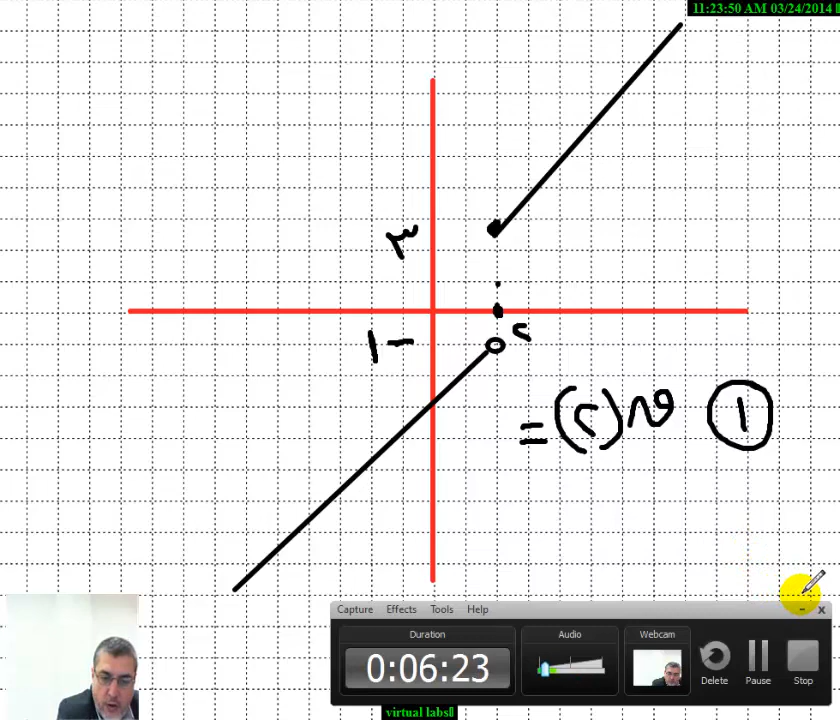 11:23:50 AM 03/24/2014
٣
٢
١-
① ن(٢) =
Capture Effects Tools Help
Duration
0:06:23
Audio
Webcam
Delete
Pause
Stop
virtual labs